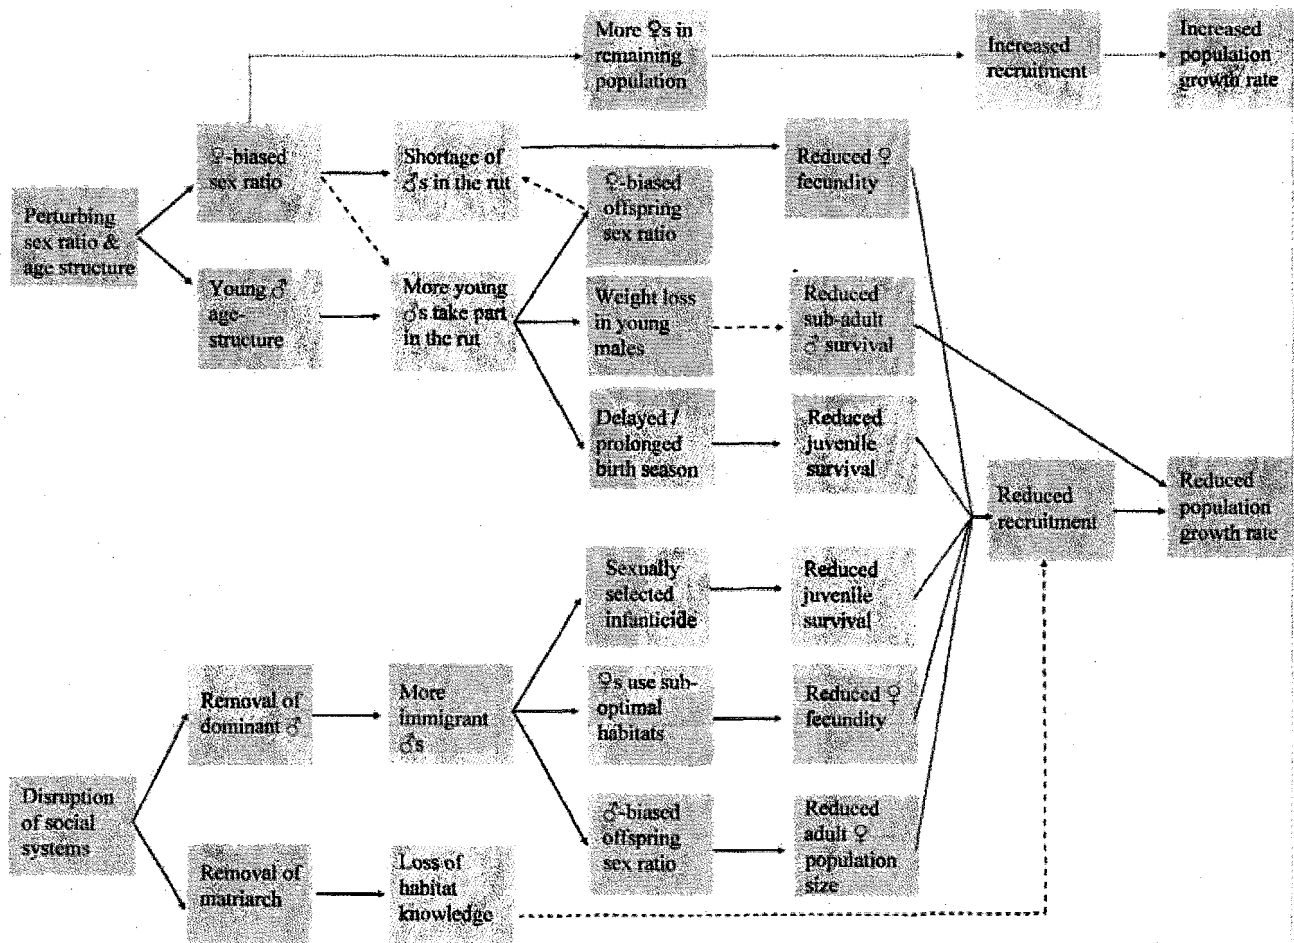 More ♀s in
remaining
population
Increased
recruitment
Increased
population
growth rate
♀-biased
sex ratio
Shortage of
♂s in the rut
Reduced ♀
fecundity
♀-biased
offspring
sex ratio
Perturbing
sex ratio &
age structure
Young ♂
age-
structure
More young
♂s take part
in the rut
Weight loss
in young
males
Reduced
sub-adult
♂ survival
Delayed /
prolonged
birth season
Reduced
juvenile
survival
Reduced
recruitment
Reduced
population
growth rate
Sexually
selected
infanticide
Reduced
juvenile
survival
Removal of
dominant ♂
More
immigrant
♂s
♀s use sub-
optimal
habitats
Reduced ♀
fecundity
Disruption
of social
systems
♂-biased
offspring
sex ratio
Reduced
adult ♀
population
size
Removal of
matriarch
Loss of
habitat
knowledge